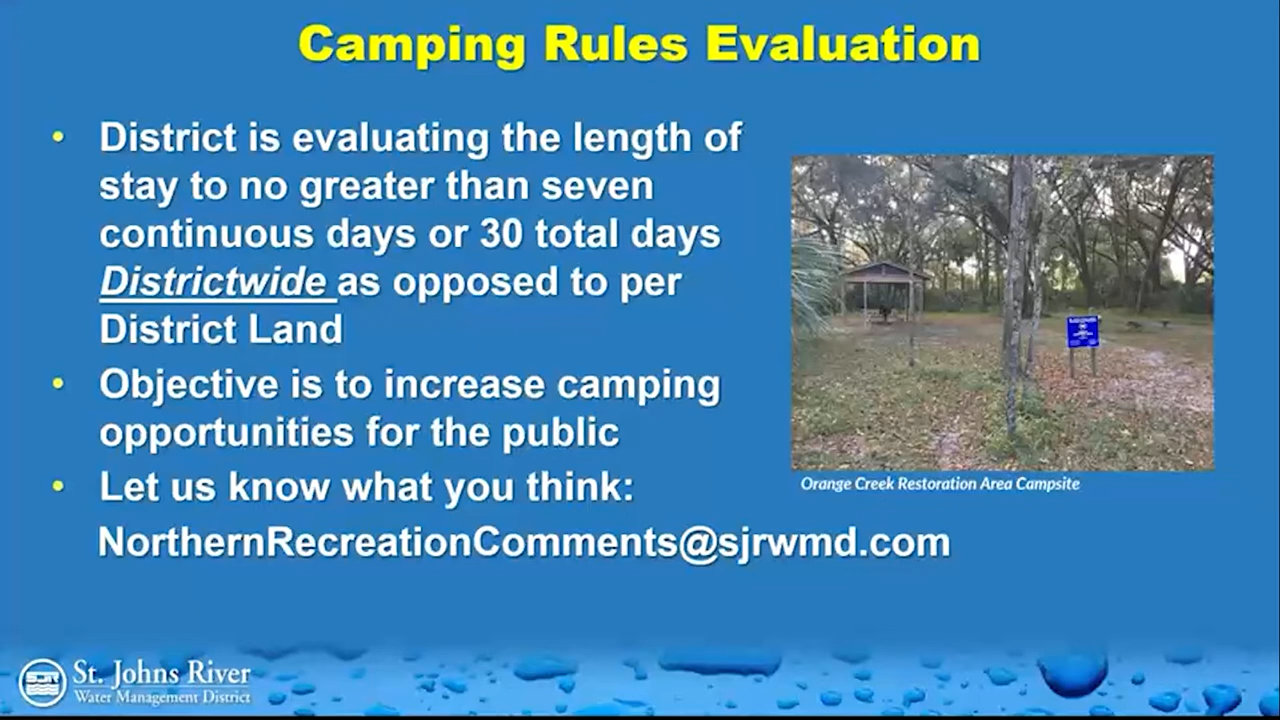 Camping Rules Evaluation
• District is evaluating the length of
stay to no greater than seven
continuous days or 30 total days
Districtwide as opposed to per
District Land
• Objective is to increase camping
opportunities for the public
• Let us know what you think:
NorthernRecreationComments@sjrwmd.com
Orange Creek Restoration Area Campsite
St. Johns River
Water Management District